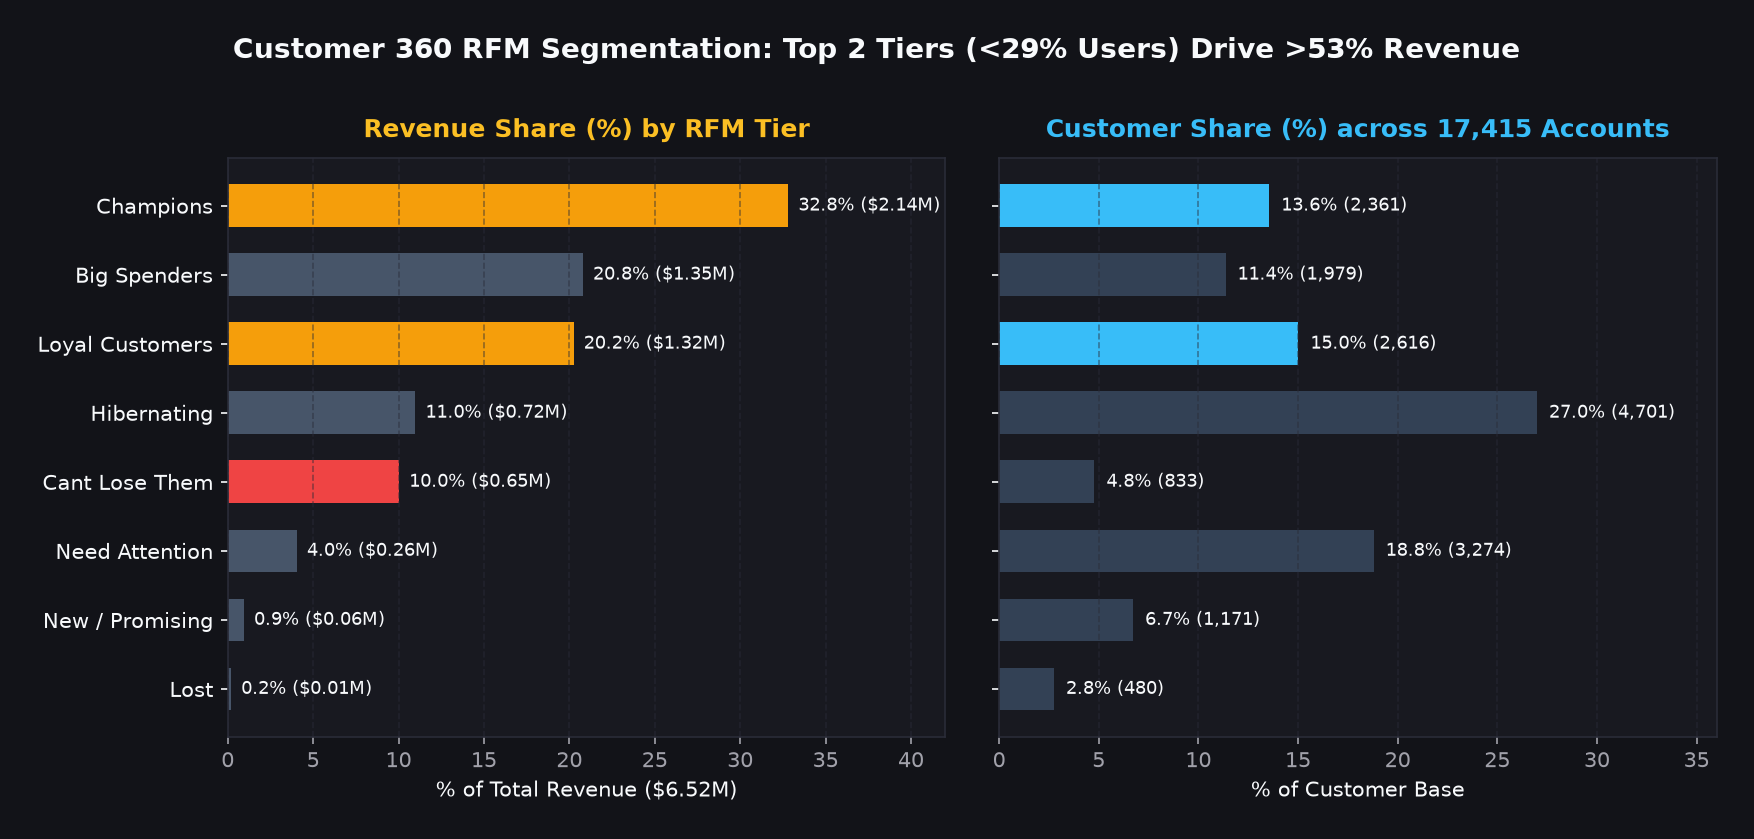 Customer 360 RFM Segmentation: Top 2 Tiers (<29% Users) Drive >53% Revenue
Revenue Share (%) by RFM Tier
Champions
32.8% ($2.14M)
Big Spenders
20.8% ($1.35M)
Loyal Customers
20.2% ($1.32M)
Hibernating
11.0% ($0.72M)
Cant Lose Them
10.0% ($0.65M)
Need Attention
4.0% ($0.26M)
New / Promising
0.9% ($0.06M)
Lost
0.2% ($0.01M)
0 5 10 15 20 25 30 35 40
% of Total Revenue ($6.52M)
Customer Share (%) across 17,415 Accounts
13.6% (2,361)
11.4% (1,979)
15.0% (2,616)
27.0% (4,701)
4.8% (833)
18.8% (3,274)
6.7% (1,171)
2.8% (480)
0 5 10 15 20 25 30 35
% of Customer Base